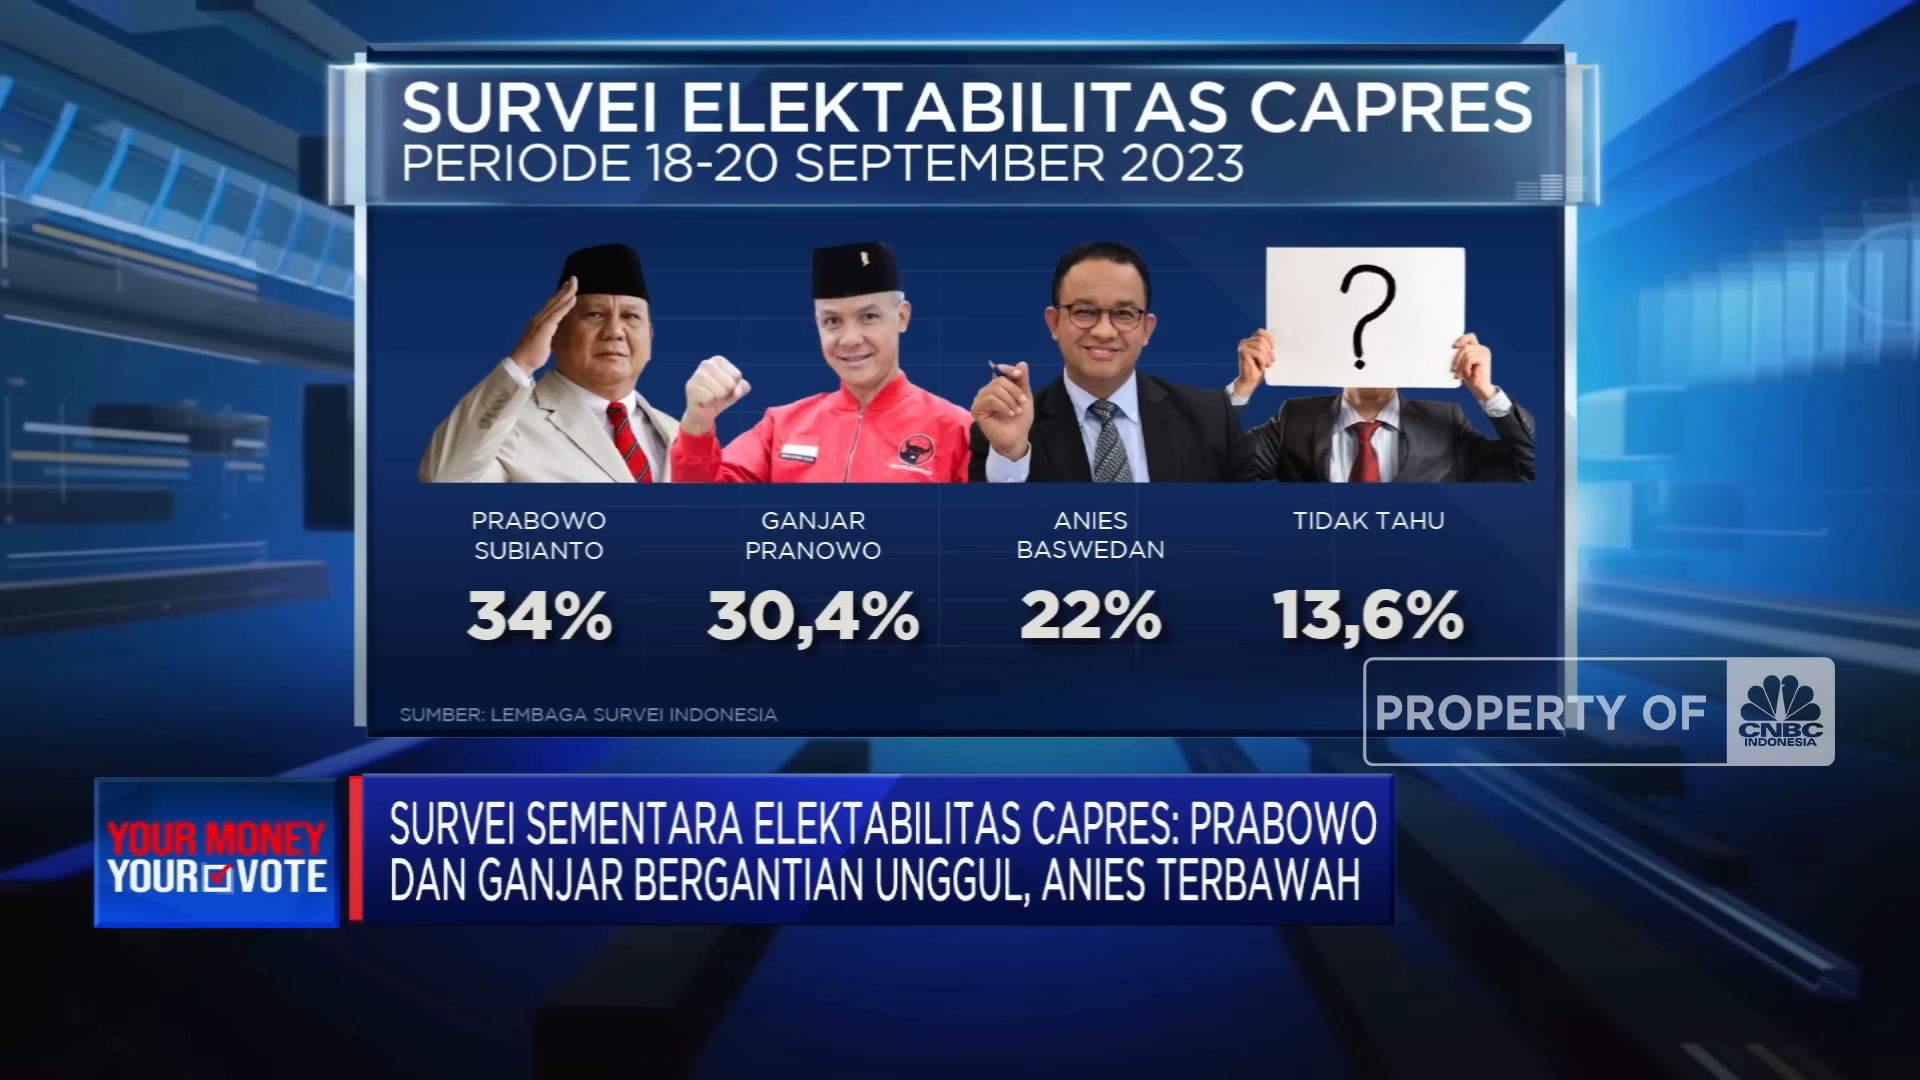 SURVEI ELEKTABILITAS CAPRES
PERIODE 18-20 SEPTEMBER 2023
?
PRABOWO
SUBIANTO
34%
GANJAR
PRANOWO
30,4%
ANIES
BASWEDAN
22%
TIDAK TAHU
13,6%
SUMBER: LEMBAGA SURVEI INDONESIA
PROPERTY OF
CNBC
INDONESIA
YOUR MONEY
YOUR VOTE
SURVEI SEMENTARA ELEKTABILITAS CAPRES: PRABOWO
DAN GANJAR BERGANTIAN UNGGUL, ANIES TERBAWAH